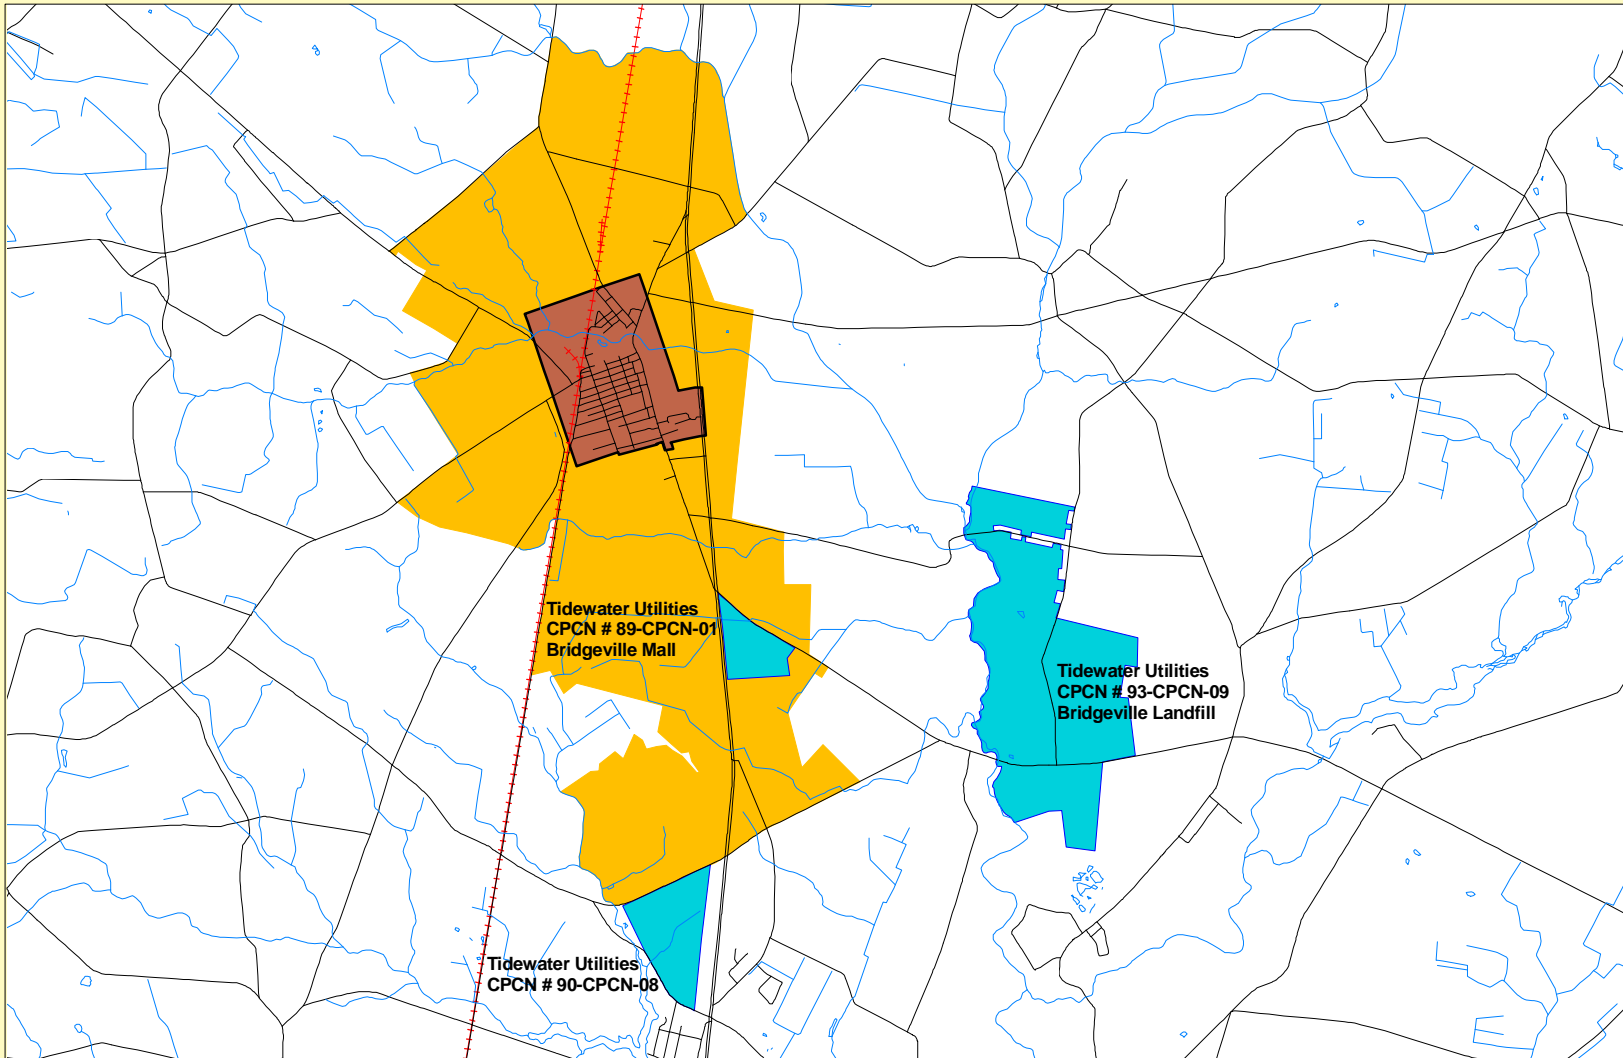 Tidewater Utilities
CPCN # 89-CPCN-01
Bridgeville Mall
Tidewater Utilities
CPCN # 93-CPCN-09
Bridgeville Landfill
Tidewater Utilities
CPCN # 90-CPCN-08